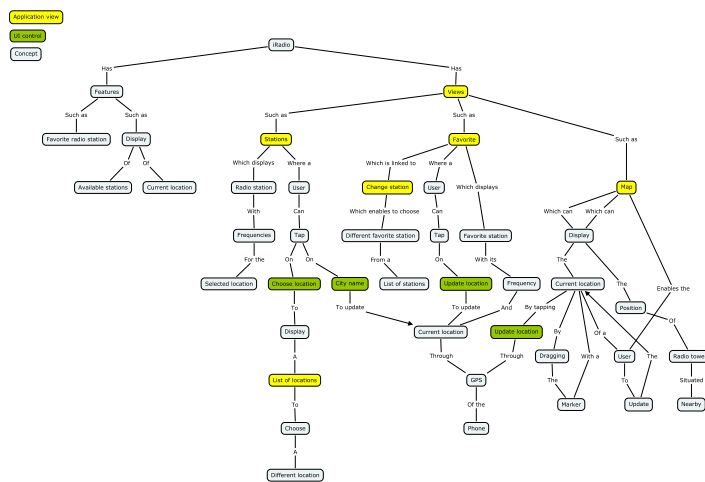 Application view
UI control
iRadio
Concept
Has
Has
Features
Views
Such as
Such as
Such as
Such as
Such as
Favorite radio station
Display
Stations
Favorite
Such as
Of
Of
Which displays
Where a
Which is linked to
Where a
Available stations
Current location
Radio station
User
Change station
User
Which displays
Map
With
Can
Which enables to choose
Can
Which can
Which can
Frequencies
Tap
Different favorite station
Tap
Favorite station
Display
For the
On
On
From a
On
With its
The
Selected location
Choose location
City name
List of stations
Update location
Frequency
Current location
The
Enables the
To
To update
To update
And
By tapping
Position
Display
Current location
Update location
By
Of a
Of
A
Through
Through
Dragging
With a
User
The
Radio towe
List of locations
GPS
The
To
Situated
To
Of the
Marker
Update
Nearby
Choose
Phone
A
Different location